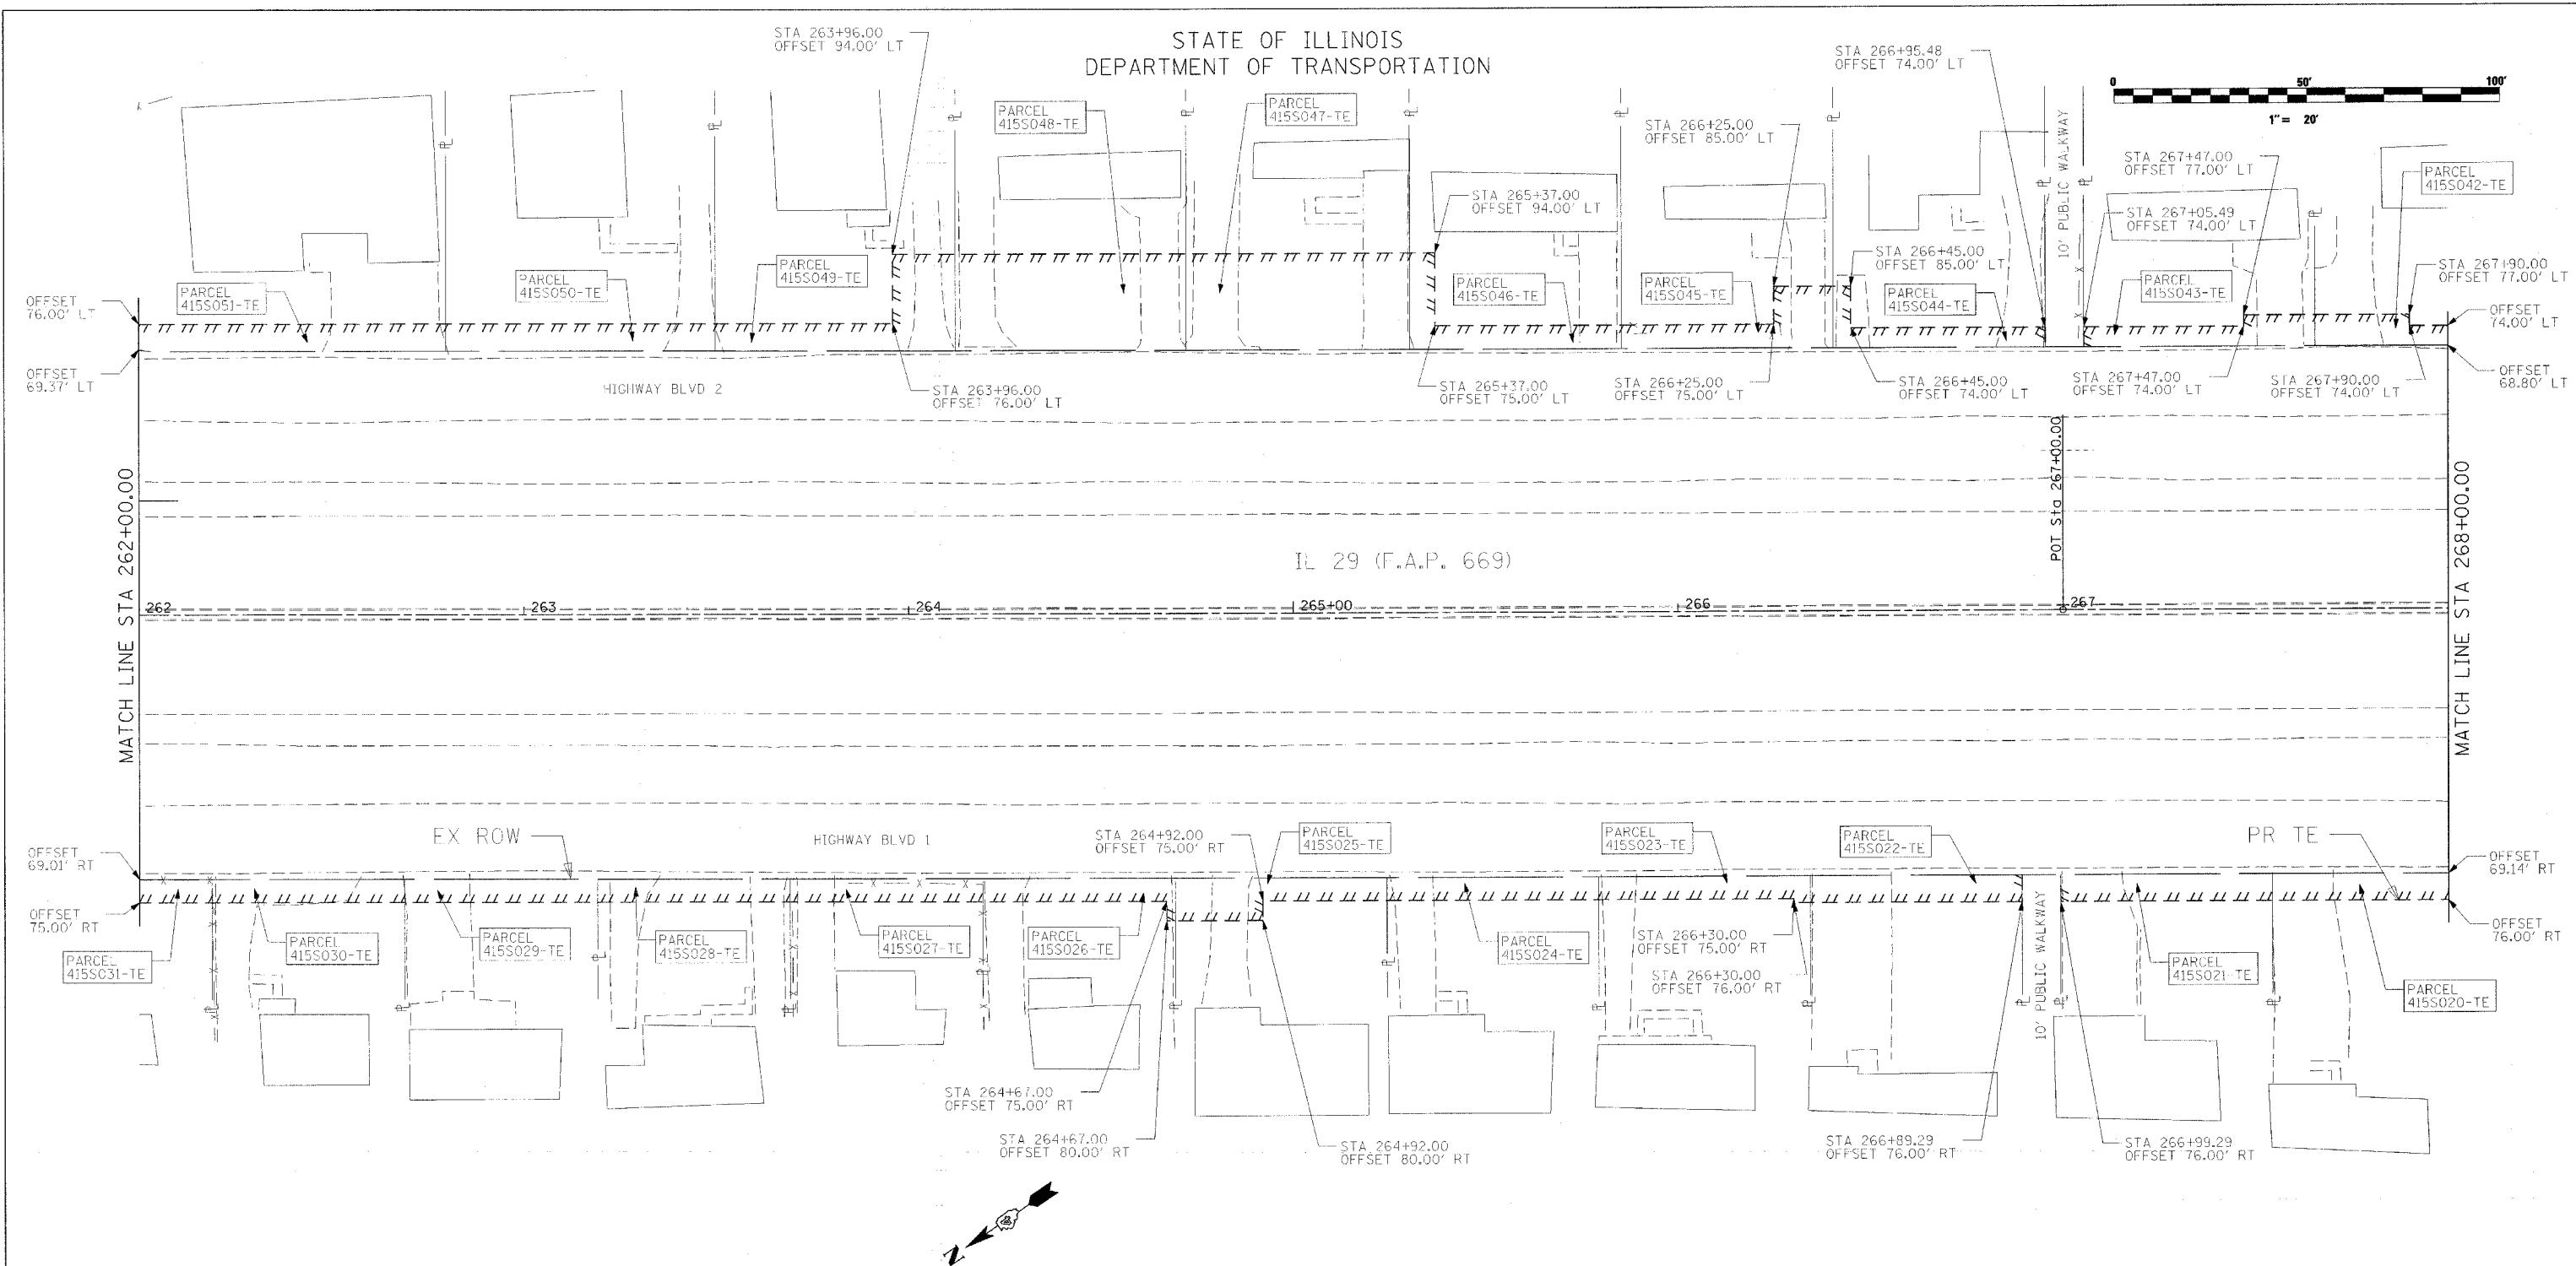 STATE OF ILLINOIS
DEPARTMENT OF TRANSPORTATION
STA 263+96.00
OFFSET 94.00' LT
STA 266+95.48
OFFSET 74.00' LT
0 50' 100'
1" = 20'
PARCEL
415S048-TE
PARCEL
415S047-TE
STA 266+25.00
OFFSET 85.00' LT
10' PUBLIC WALKWAY
STA 267+47.00
OFFSET 77.00' LT
PARCEL
415S042-TE
STA 265+37.00
OFFSET 94.00' LT
STA 267+05.49
OFFSET 74.00' LT
STA 266+45.00
OFFSET 85.00' LT
STA 267+90.00
OFFSET 77.00' LT
OFFSET
76.00' LT
PARCEL
415S051-TE
PARCEL
415S050-TE
PARCEL
415S049-TE
PARCEL
415S046-TE
PARCEL
415S045-TE
PARCEL
415S044-TE
PARCEL
415S043-TE
OFFSET
74.00' LT
OFFSET
69.37' LT
HIGHWAY BLVD 2
STA 263+96.00
OFFSET 76.00' LT
STA 265+37.00
OFFSET 75.00' LT
STA 266+25.00
OFFSET 75.00' LT
STA 266+45.00
OFFSET 74.00' LT
STA 267+47.00
OFFSET 74.00' LT
STA 267+90.00
OFFSET 74.00' LT
OFFSET
68.80' LT
MATCH LINE STA 262+00.00
POT Sta 267+00.00
MATCH LINE STA 268+00.00
IL 29 (F.A.P. 669)
262 263 264 265+00 266 267
EX ROW
HIGHWAY BLVD 1
STA 264+92.00
OFFSET 75.00' RT
PARCEL
415S025-TE
PARCEL
415S023-TE
PARCEL
415S022-TE
PR TE
OFFSET
69.01' RT
OFFSET
69.14' RT
OFFSET
75.00' RT
OFFSET
76.00' RT
PARCEL
415S031-TE
PARCEL
415S030-TE
PARCEL
415S029-TE
PARCEL
415S028-TE
PARCEL
415S027-TE
PARCEL
415S026-TE
PARCEL
415S024-TE
STA 266+30.00
OFFSET 75.00' RT
STA 266+30.00
OFFSET 76.00' RT
10' PUBLIC WALKWAY
PARCEL
415S021-TE
PARCEL
415S020-TE
STA 264+67.00
OFFSET 75.00' RT
STA 264+67.00
OFFSET 80.00' RT
STA 264+92.00
OFFSET 80.00' RT
STA 266+89.29
OFFSET 76.00' RT
STA 266+99.29
OFFSET 76.00' RT
N